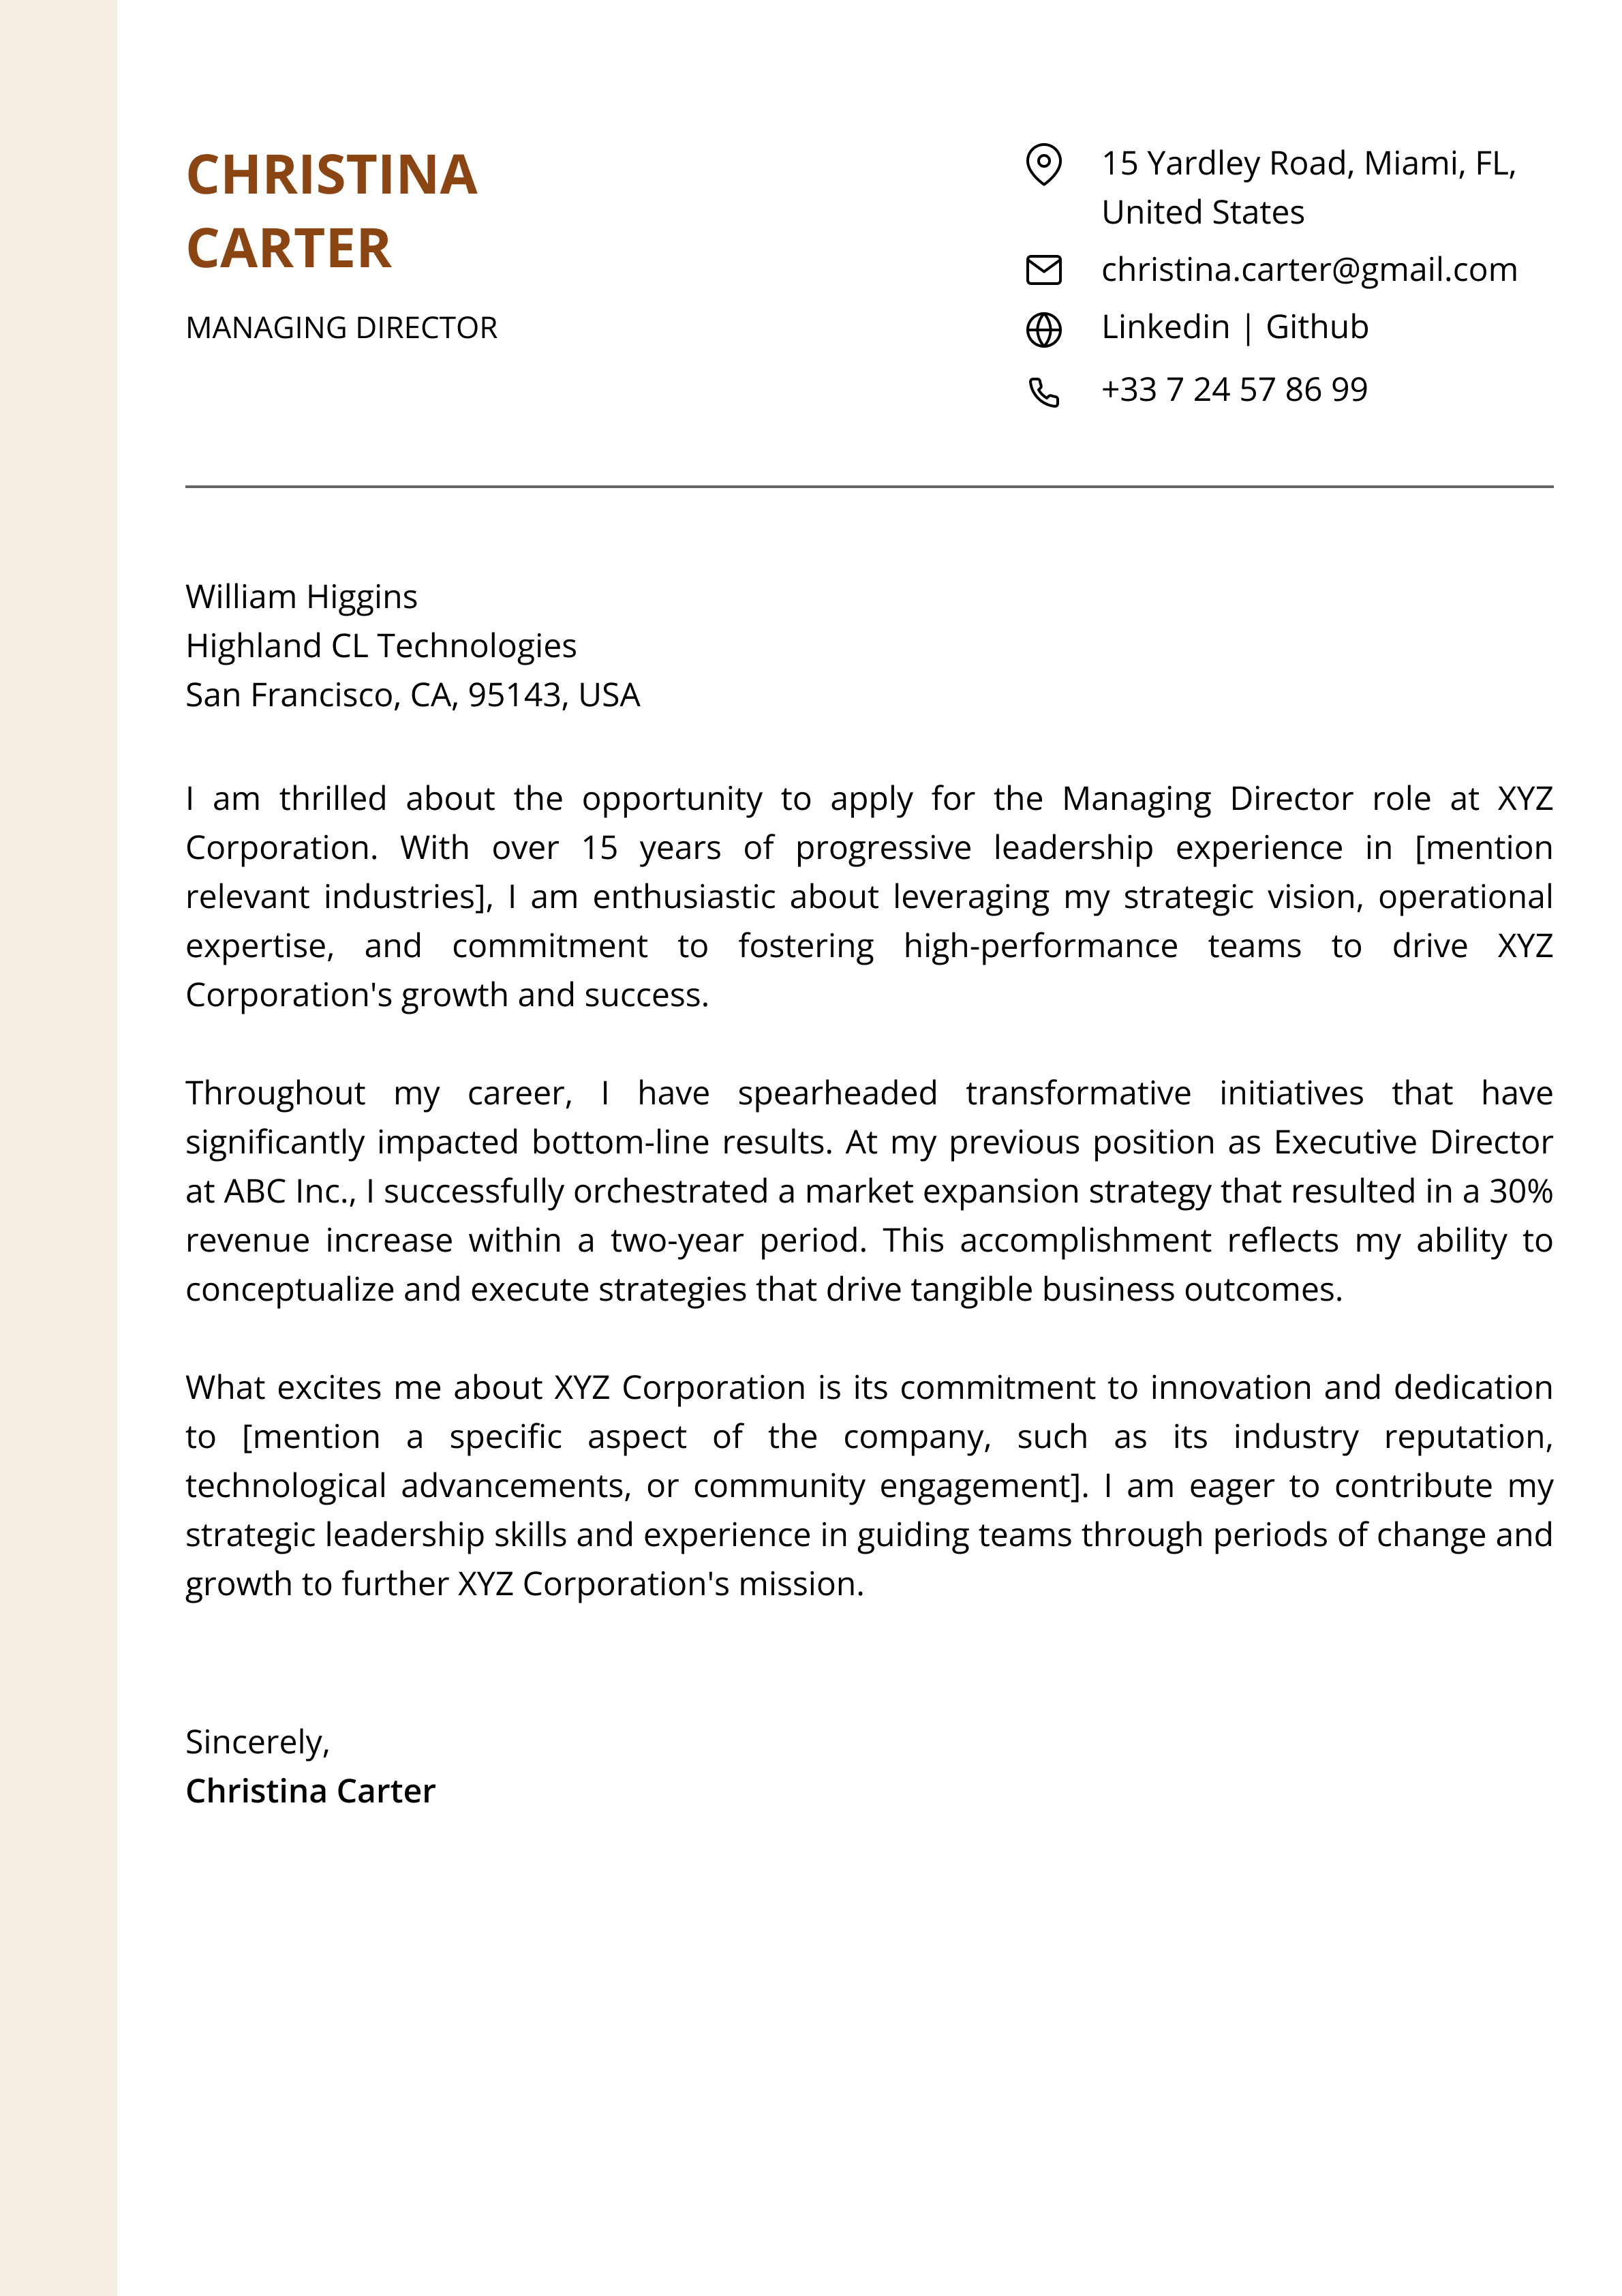 CHRISTINA
CARTER
MANAGING DIRECTOR
15 Yardley Road, Miami, FL,
United States
christina.carter@gmail.com
Linkedin | Github
+33 7 24 57 86 99
William Higgins
Highland CL Technologies
San Francisco, CA, 95143, USA
I am thrilled about the opportunity to apply for the Managing Director role at XYZ
Corporation. With over 15 years of progressive leadership experience in [mention
relevant industries], I am enthusiastic about leveraging my strategic vision, operational
expertise, and commitment to fostering high-performance teams to drive XYZ
Corporation's growth and success.
Throughout my career, I have spearheaded transformative initiatives that have
significantly impacted bottom-line results. At my previous position as Executive Director
at ABC Inc., I successfully orchestrated a market expansion strategy that resulted in a 30%
revenue increase within a two-year period. This accomplishment reflects my ability to
conceptualize and execute strategies that drive tangible business outcomes.
What excites me about XYZ Corporation is its commitment to innovation and dedication
to [mention a specific aspect of the company, such as its industry reputation,
technological advancements, or community engagement]. I am eager to contribute my
strategic leadership skills and experience in guiding teams through periods of change and
growth to further XYZ Corporation's mission.
Sincerely,
Christina Carter